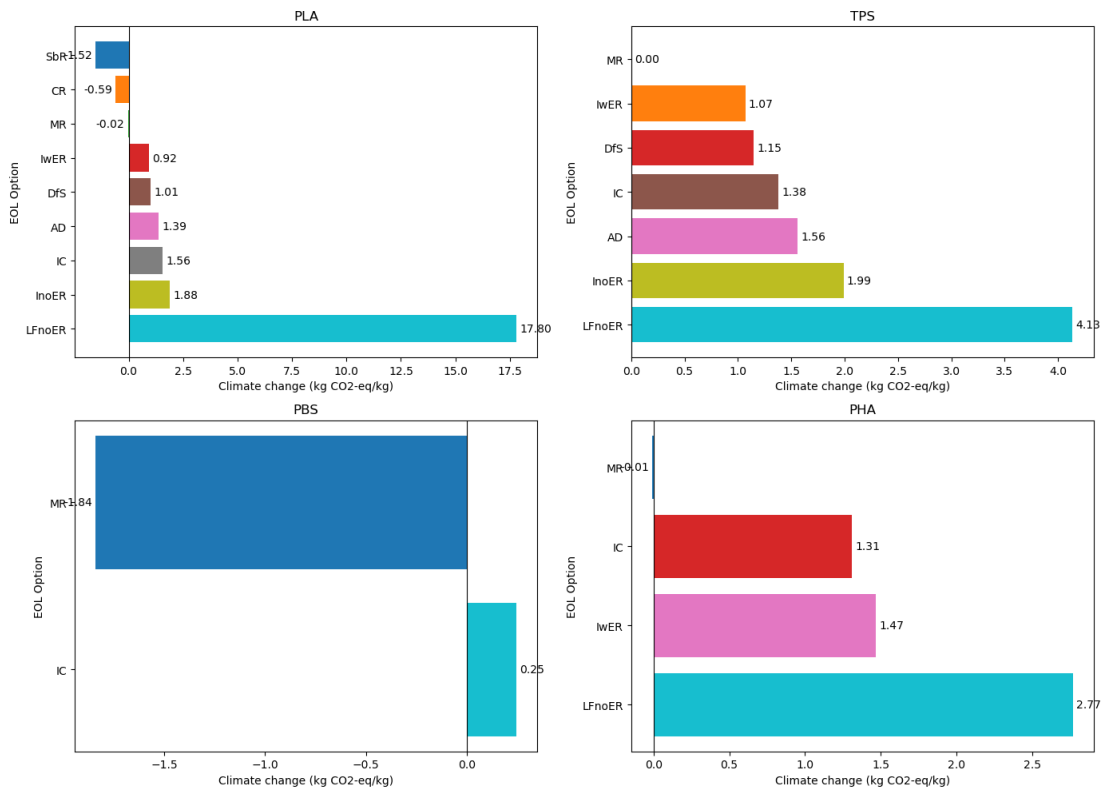 PLA
EOL Option
SbR -1.52
CR -0.59
MR -0.02
IwER 0.92
DfS 1.01
AD 1.39
IC 1.56
InoER 1.88
LFnoER 17.80
0.0 2.5 5.0 7.5 10.0 12.5 15.0 17.5
Climate change (kg CO2-eq/kg)
TPS
EOL Option
MR 0.00
IwER 1.07
DfS 1.15
IC 1.38
AD 1.56
InoER 1.99
LFnoER 4.13
0.0 0.5 1.0 1.5 2.0 2.5 3.0 3.5 4.0
Climate change (kg CO2-eq/kg)
PBS
EOL Option
MR -1.84
IC 0.25
−1.5 −1.0 −0.5 0.0
Climate change (kg CO2-eq/kg)
PHA
EOL Option
MR -0.01
IC 1.31
IwER 1.47
LFnoER 2.77
0.0 0.5 1.0 1.5 2.0 2.5
Climate change (kg CO2-eq/kg)